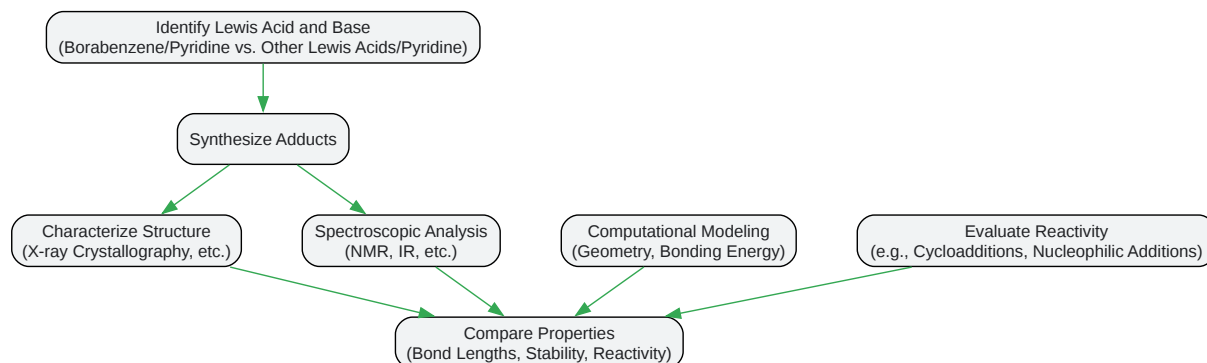 Identify Lewis Acid and Base
(Borabenzene/Pyridine vs. Other Lewis Acids/Pyridine)
Synthesize Adducts
Characterize Structure
(X-ray Crystallography, etc.)
Spectroscopic Analysis
(NMR, IR, etc.)
Computational Modeling
(Geometry, Bonding Energy)
Evaluate Reactivity
(e.g., Cycloadditions, Nucleophilic Additions)
Compare Properties
(Bond Lengths, Stability, Reactivity)